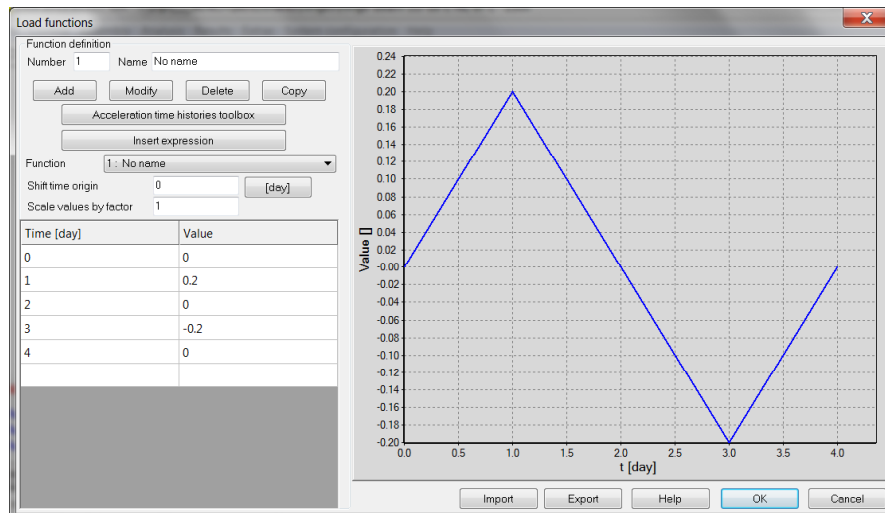 Load functions
Function definition
Number 1 Name No name
Add Modify Delete Copy
Acceleration time histories toolbox
Insert expression
Function 1 : No name
Shift time origin 0 [day]
Scale values by factor 1
Time [day] Value
0 0
1 0.2
2 0
3 -0.2
4 0
0.24
0.22
0.20
0.18
0.16
0.14
0.12
0.10
0.08
0.06
0.04
0.02
-0.00
-0.02
-0.04
-0.06
-0.08
-0.10
-0.12
-0.14
-0.16
-0.18
-0.20
Value []
0.0 0.5 1.0 1.5 2.0 2.5 3.0 3.5 4.0
t [day]
Import Export Help OK Cancel